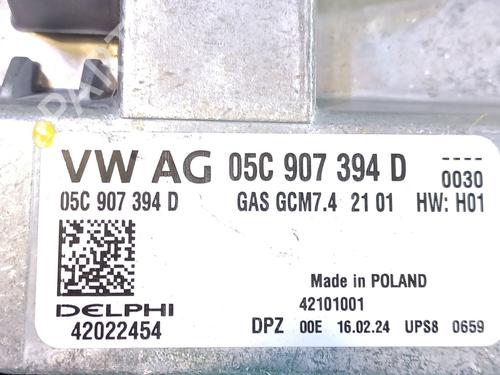 VW AG 05C 907 394 D
----
0030
05C 907 394 D GAS GCM7.4 21 01 HW: H01
Made in POLAND
42101001
DELPHI
42022454
DPZ 00E 16.02.24 UPS8 0659